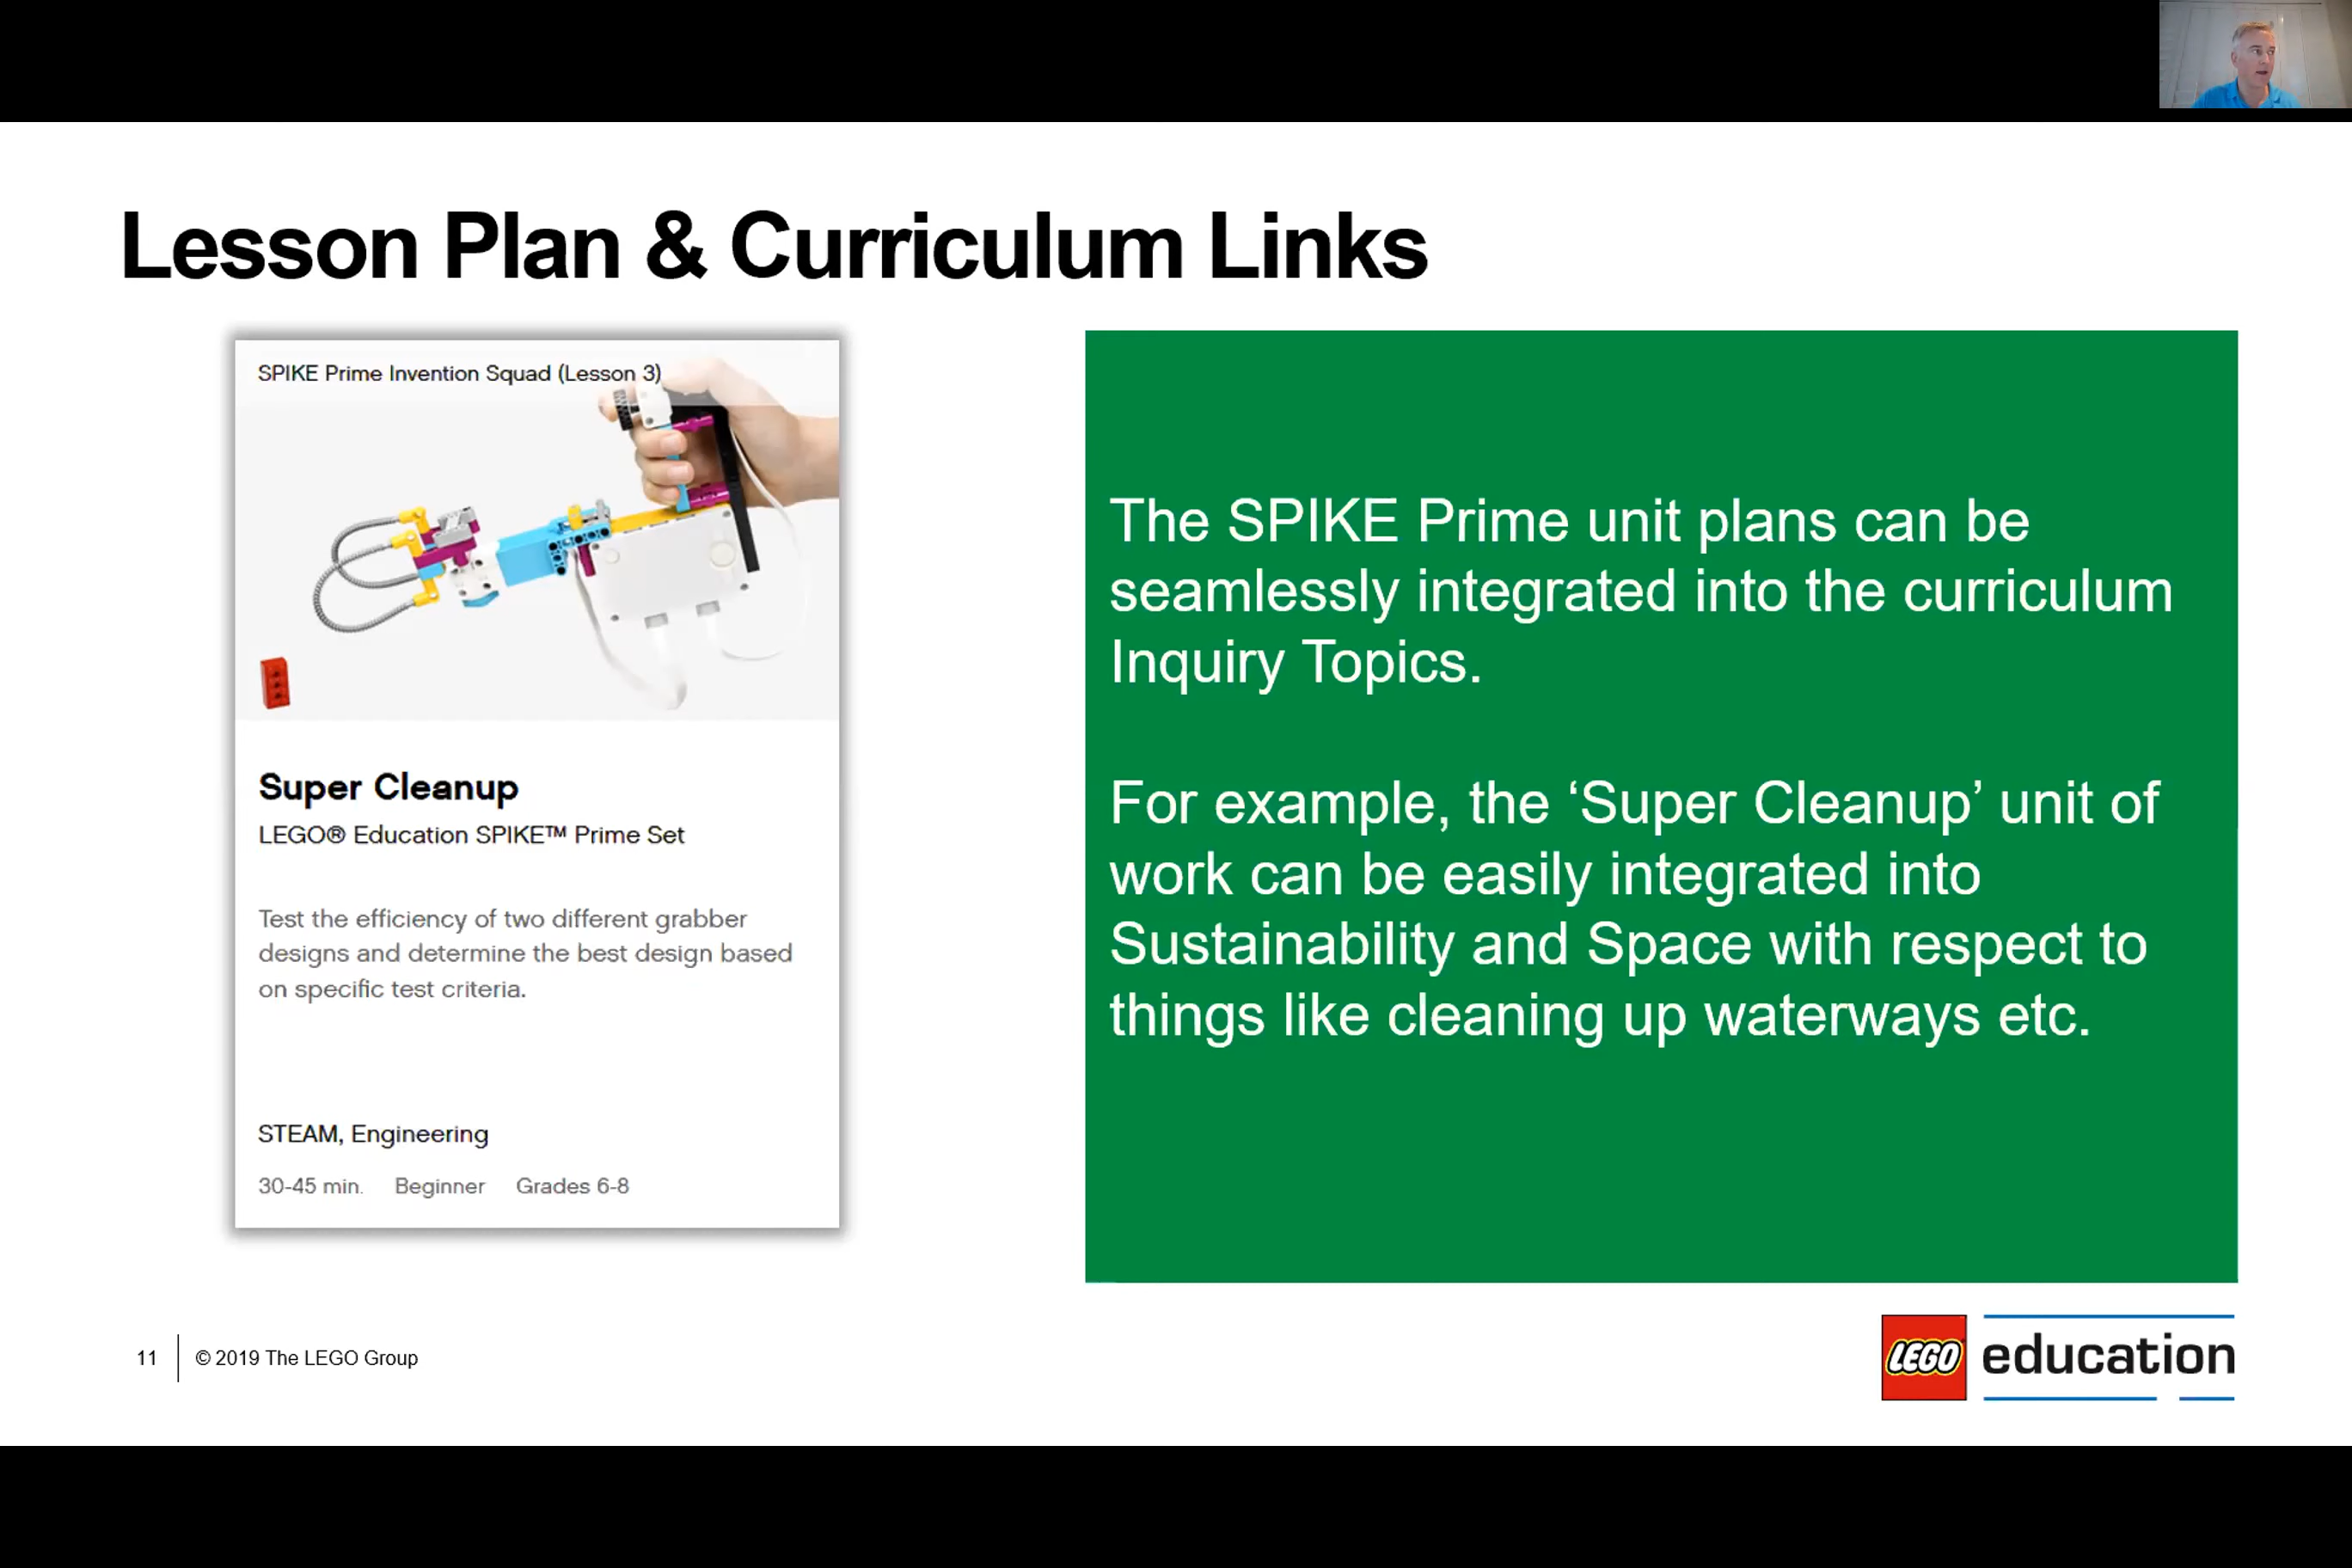 Lesson Plan & Curriculum Links
SPIKE Prime Invention Squad (Lesson 3)
Super Cleanup
LEGO® Education SPIKE™ Prime Set
Test the efficiency of two different grabber
designs and determine the best design based
on specific test criteria.
STEAM, Engineering
30-45 min. Beginner Grades 6-8
The SPIKE Prime unit plans can be
seamlessly integrated into the curriculum
Inquiry Topics.
For example, the ‘Super Cleanup’ unit of
work can be easily integrated into
Sustainability and Space with respect to
things like cleaning up waterways etc.
11 © 2019 The LEGO Group
LEGO education